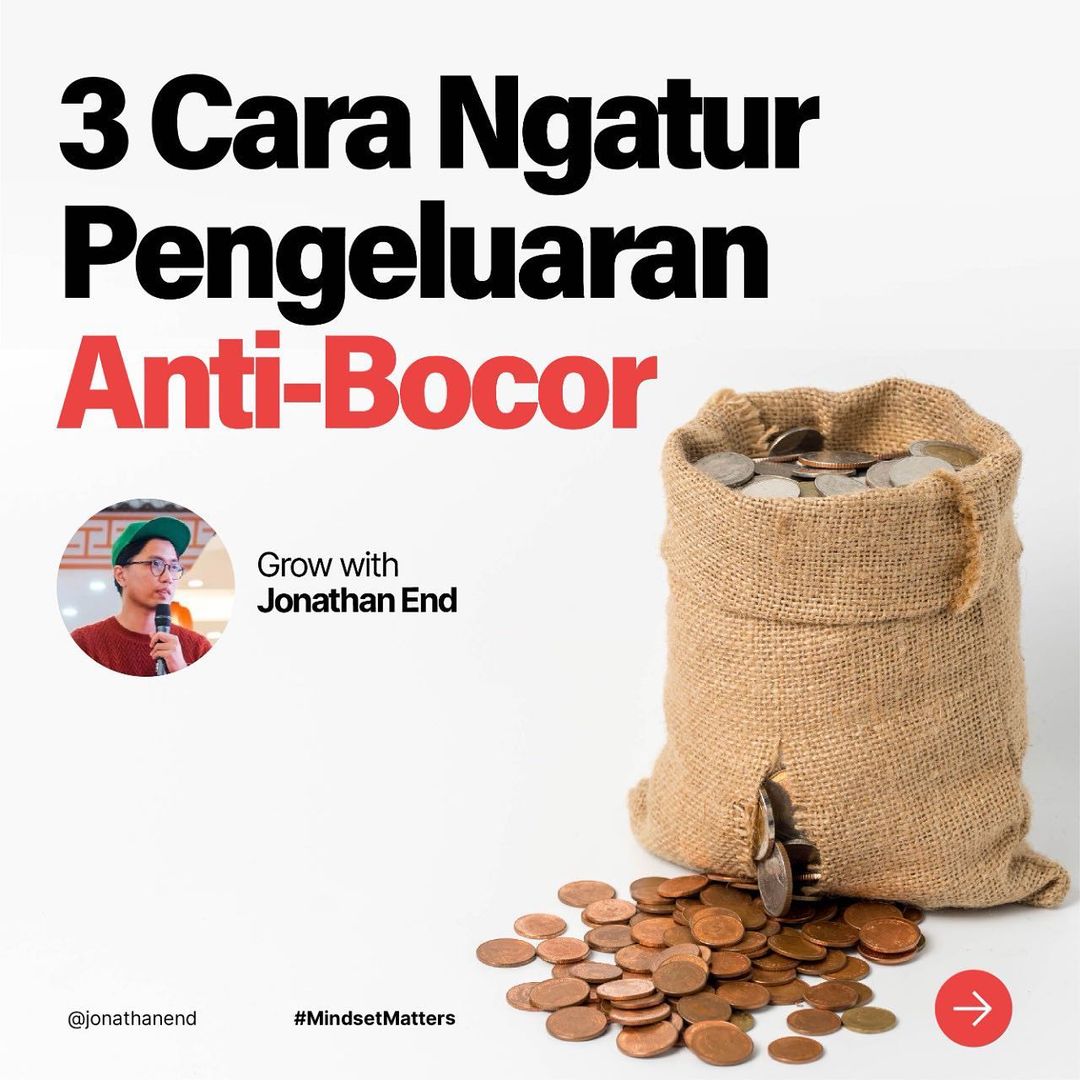 3 Cara Ngatur
Pengeluaran
Anti-Bocor
Grow with
Jonathan End
@jonathanend
#MindsetMatters